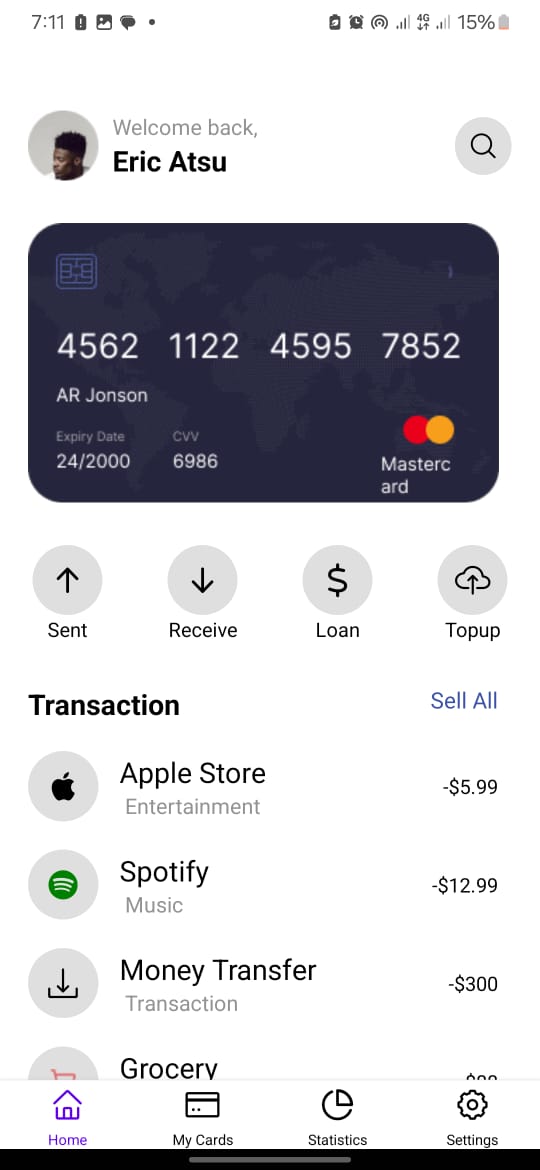 7:11
4G
15%
Welcome back,
Eric Atsu
4562 1122 4595 7852
AR Jonson
Expiry Date CVV
24/2000 6986
Masterc
ard
Sent Receive Loan Topup
Transaction Sell All
Apple Store
Entertainment
-$5.99
Spotify
Music
-$12.99
Money Transfer
Transaction
-$300
Grocery
Home My Cards Statistics Settings